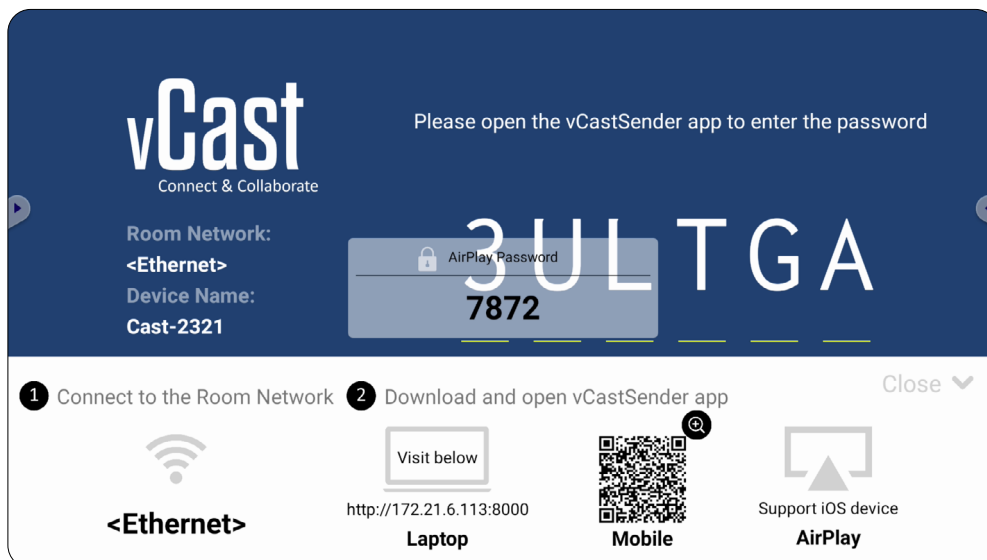 vCast
Connect & Collaborate
Please open the vCastSender app to enter the password
Room Network:
<Ethernet>
Device Name:
Cast-2321
3ULTGA
AirPlay Password
7872
1 Connect to the Room Network
2 Download and open vCastSender app
Close
<Ethernet>
Visit below
http://172.21.6.113:8000
Laptop
Mobile
Support iOS device
AirPlay